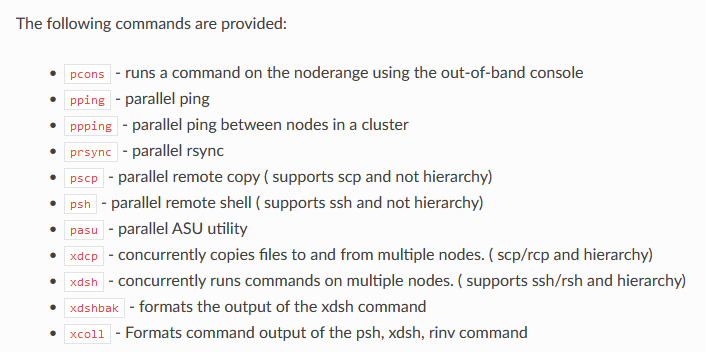 The following commands are provided:
• pcons - runs a command on the noderange using the out-of-band console
• pping - parallel ping
• ppping - parallel ping between nodes in a cluster
• prsync - parallel rsync
• pscp - parallel remote copy ( supports scp and not hierarchy)
• psh - parallel remote shell ( supports ssh and not hierarchy)
• pasu - parallel ASU utility
• xdcp - concurrently copies files to and from multiple nodes. ( scp/rcp and hierarchy)
• xdsh - concurrently runs commands on multiple nodes. ( supports ssh/rsh and hierarchy)
• xdshbak - formats the output of the xdsh command
• xcoll - Formats command output of the psh, xdsh, rinv command